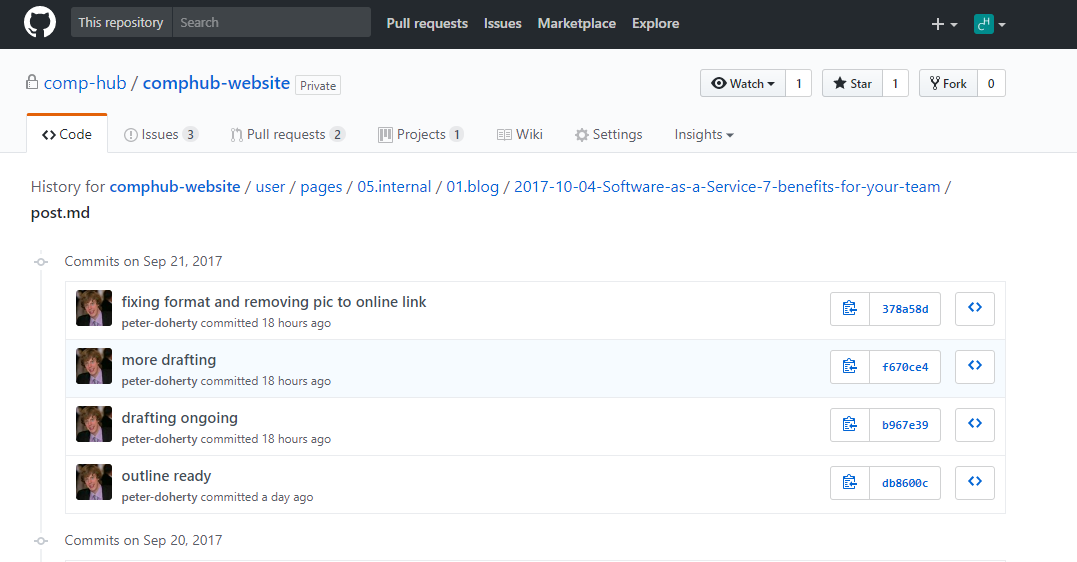 This repository Search Pull requests Issues Marketplace Explore
comp-hub / comphub-website Private Watch 1 Star 1 Fork 0
Code Issues 3 Pull requests 2 Projects 1 Wiki Settings Insights
History for comphub-website / user / pages / 05.internal / 01.blog / 2017-10-04-Software-as-a-Service-7-benefits-for-your-team /
post.md
Commits on Sep 21, 2017
fixing format and removing pic to online link
peter-doherty committed 18 hours ago
378a58d
more drafting
peter-doherty committed 18 hours ago
f670ce4
drafting ongoing
peter-doherty committed 18 hours ago
b967e39
outline ready
peter-doherty committed a day ago
db8600c
Commits on Sep 20, 2017